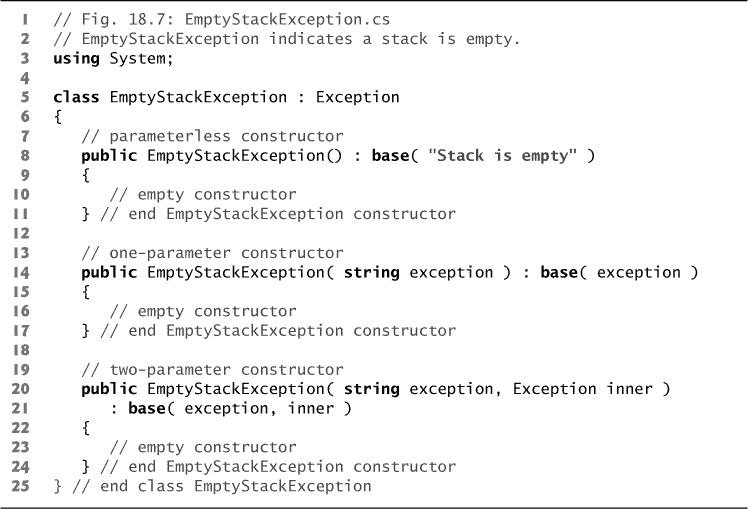 1 // Fig. 18.7: EmptyStackException.cs
2 // EmptyStackException indicates a stack is empty.
3 using System;
4
5 class EmptyStackException : Exception
6 {
7 // parameterless constructor
8 public EmptyStackException() : base( "Stack is empty" )
9 {
10 // empty constructor
11 } // end EmptyStackException constructor
12
13 // one-parameter constructor
14 public EmptyStackException( string exception ) : base( exception )
15 {
16 // empty constructor
17 } // end EmptyStackException constructor
18
19 // two-parameter constructor
20 public EmptyStackException( string exception, Exception inner )
21 : base( exception, inner )
22 {
23 // empty constructor
24 } // end EmptyStackException constructor
25 } // end class EmptyStackException